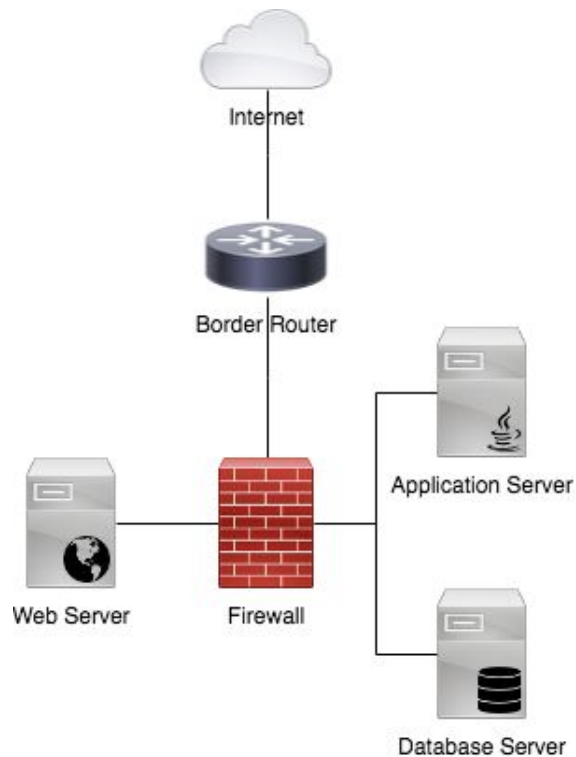 Internet
Border Router
Application Server
Web Server
Firewall
Database Server